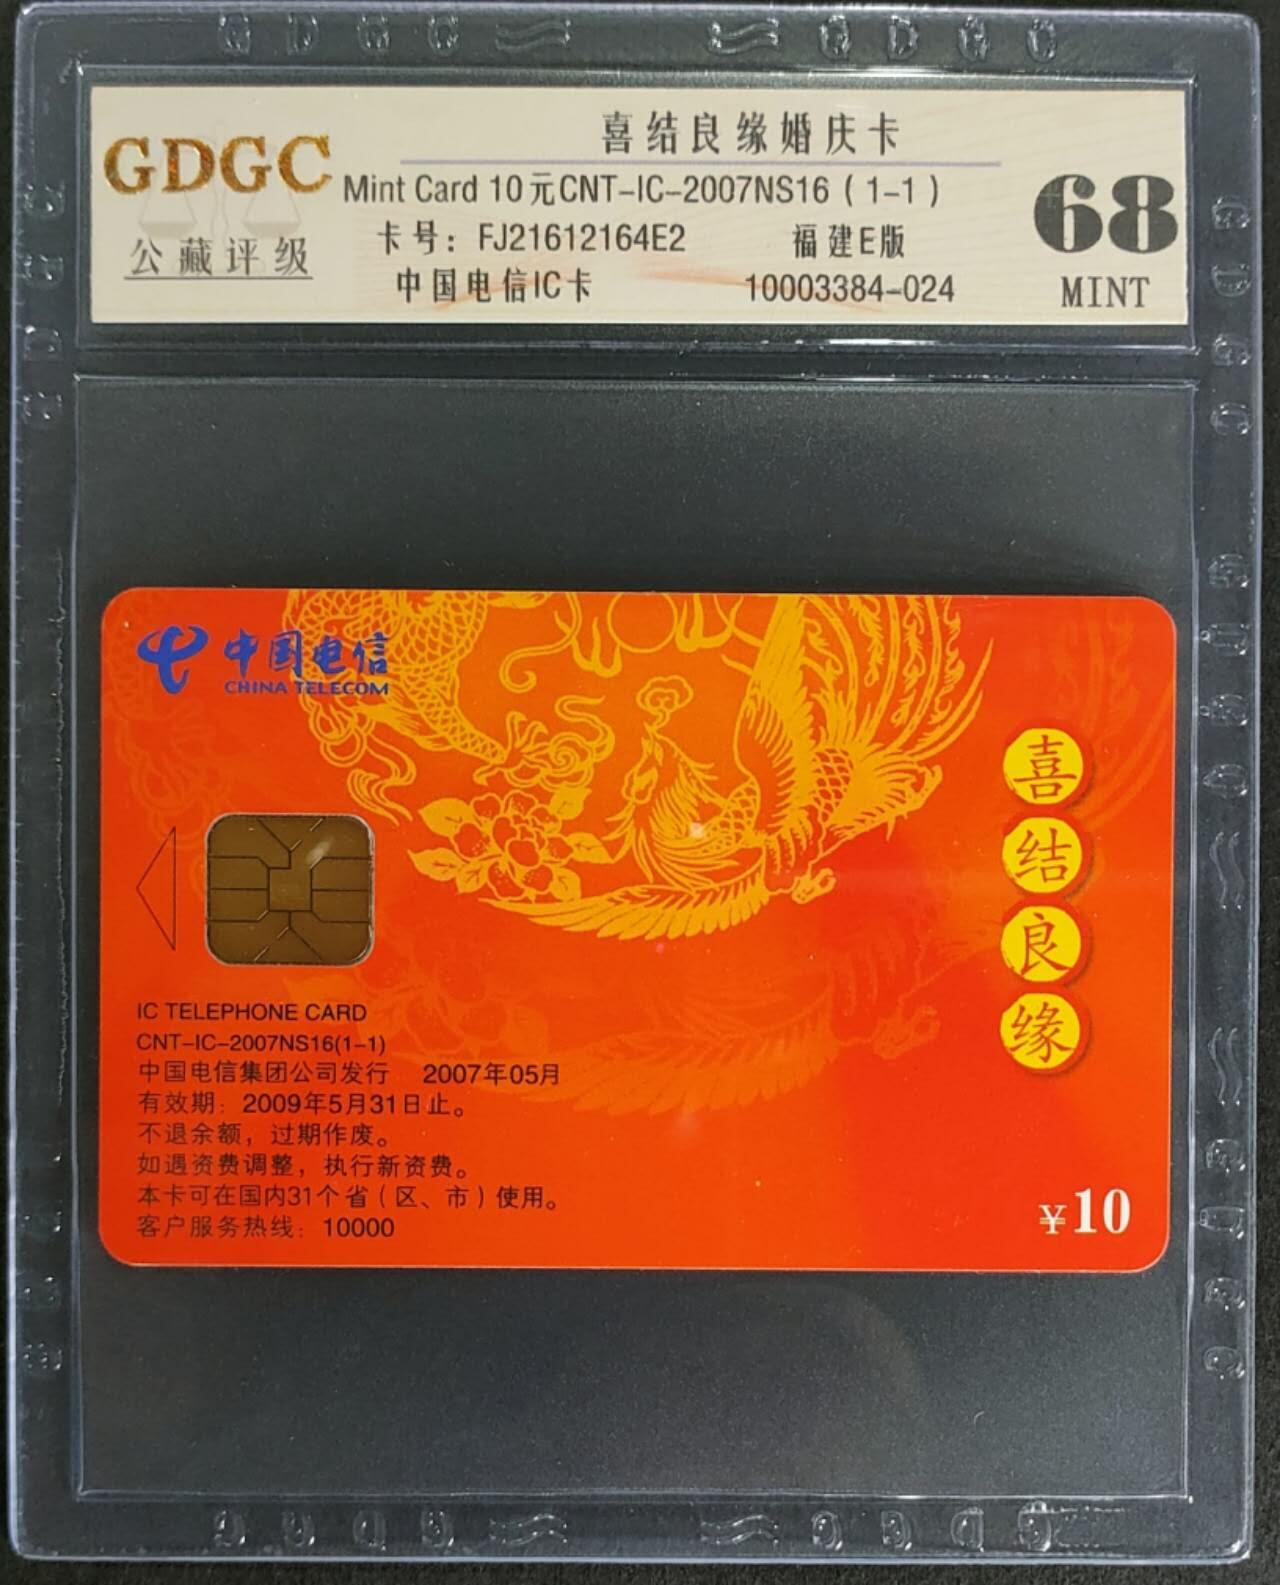 GDGC
公藏评级
喜结良缘婚庆卡
Mint Card 10元CNT-IC-2007NS16(1-1)
卡号：FJ21612164E2 福建E版
中国电信IC卡 10003384-024
68
MINT
中国电信
CHINA TELECOM
喜
结
良
缘
IC TELEPHONE CARD
CNT-IC-2007NS16(1-1)
中国电信集团公司发行 2007年05月
有效期：2009年5月31日止。
不退余额，过期作废。
如遇资费调整，执行新资费。
本卡可在国内31个省（区、市）使用。
客户服务热线：10000
¥10